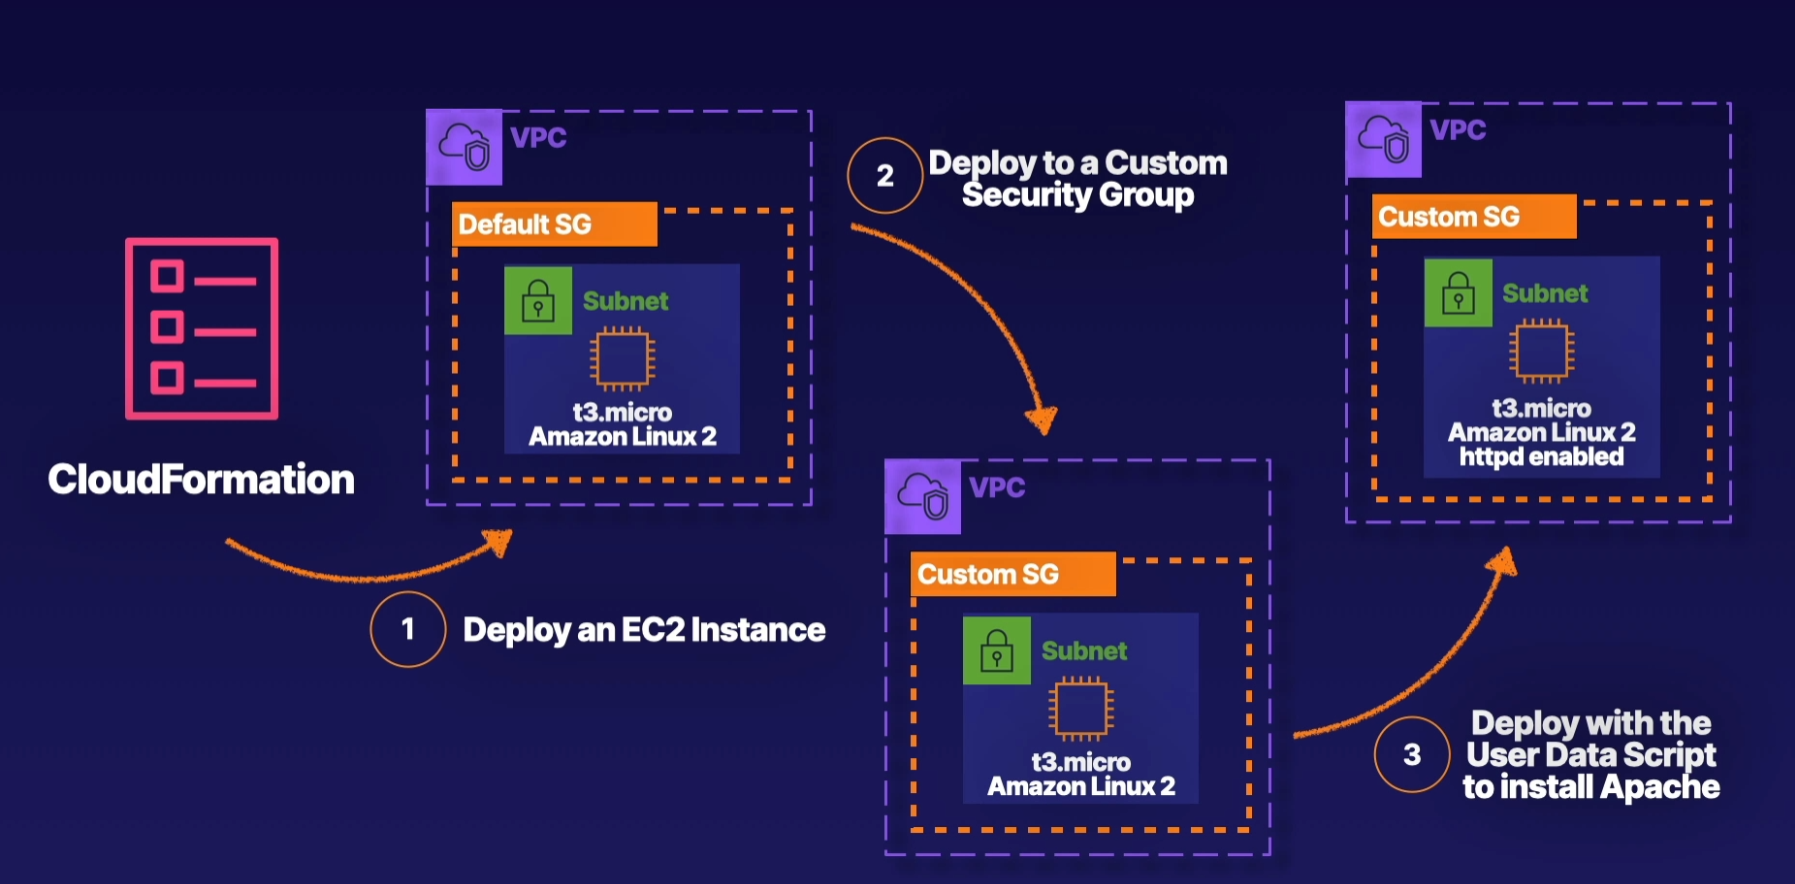 CloudFormation
1
Deploy an EC2 Instance
VPC
Default SG
Subnet
t3.micro
Amazon Linux 2
2
Deploy to a Custom
Security Group
VPC
Custom SG
Subnet
t3.micro
Amazon Linux 2
3
Deploy with the
User Data Script
to install Apache
VPC
Custom SG
Subnet
t3.micro
Amazon Linux 2
httpd enabled